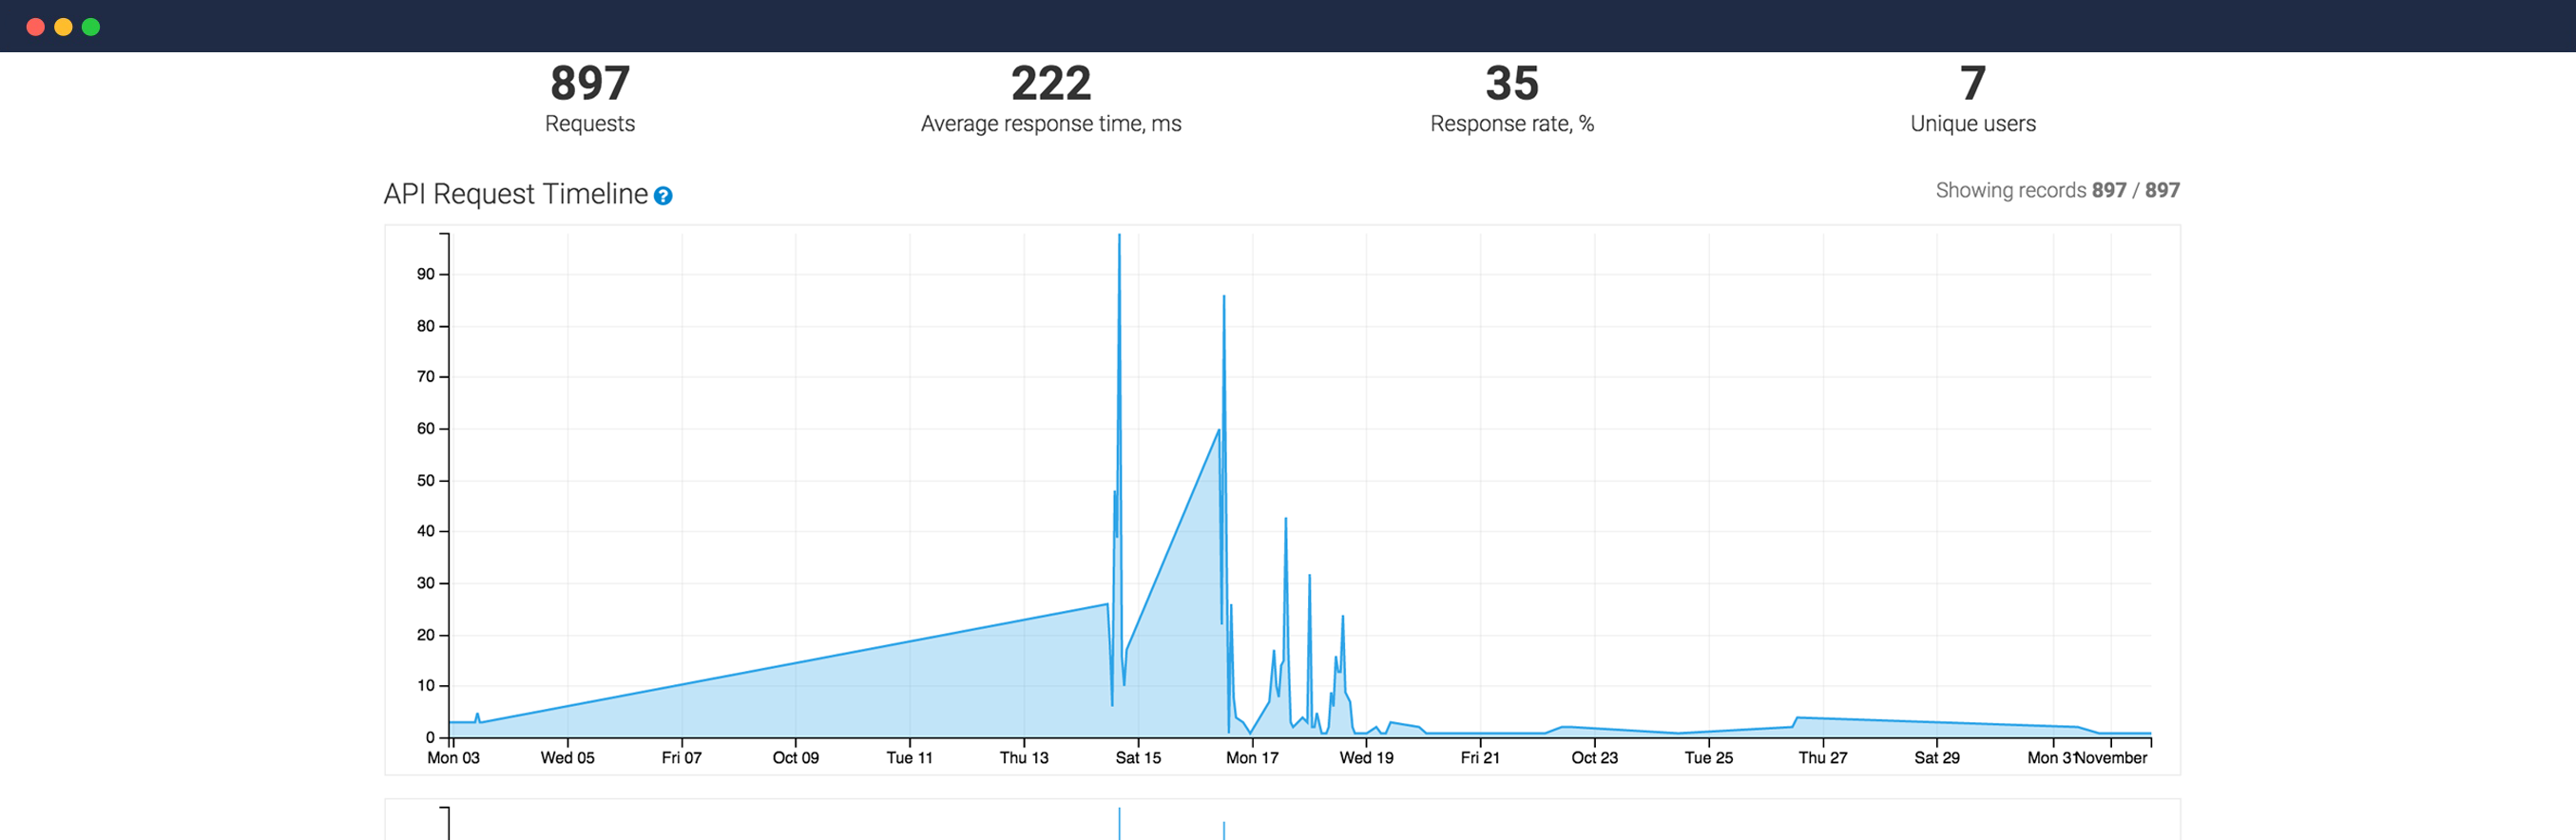 897
Requests
222
Average response time, ms
35
Response rate, %
7
Unique users
API Request Timeline ?
Showing records 897 / 897
90
80
70
60
50
40
30
20
10
0
Mon 03 Wed 05 Fri 07 Oct 09 Tue 11 Thu 13 Sat 15 Mon 17 Wed 19 Fri 21 Oct 23 Tue 25 Thu 27 Sat 29 Mon 31 November